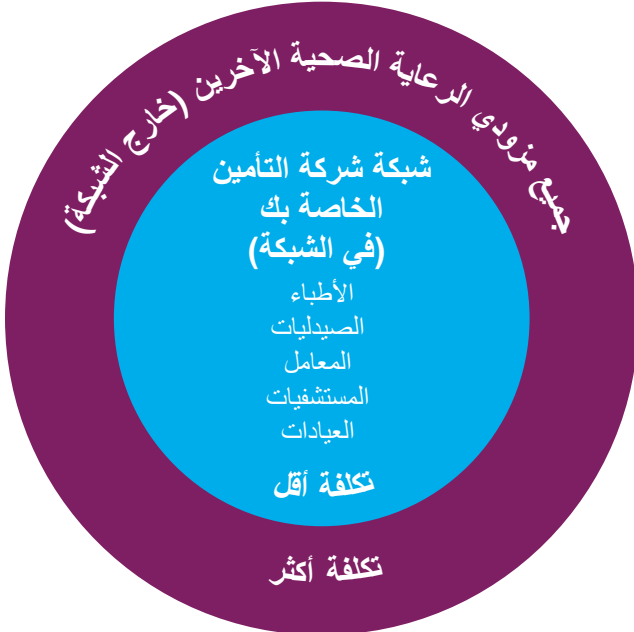 جميع مزودي الرعاية الصحية الآخرين (خارج الشبكة)
شبكة شركة التأمين
الخاصة بك
(في الشبكة)
الأطباء
الصيدليات
المعامل
المستشفيات
العيادات
تكلفة أقل
تكلفة أكثر